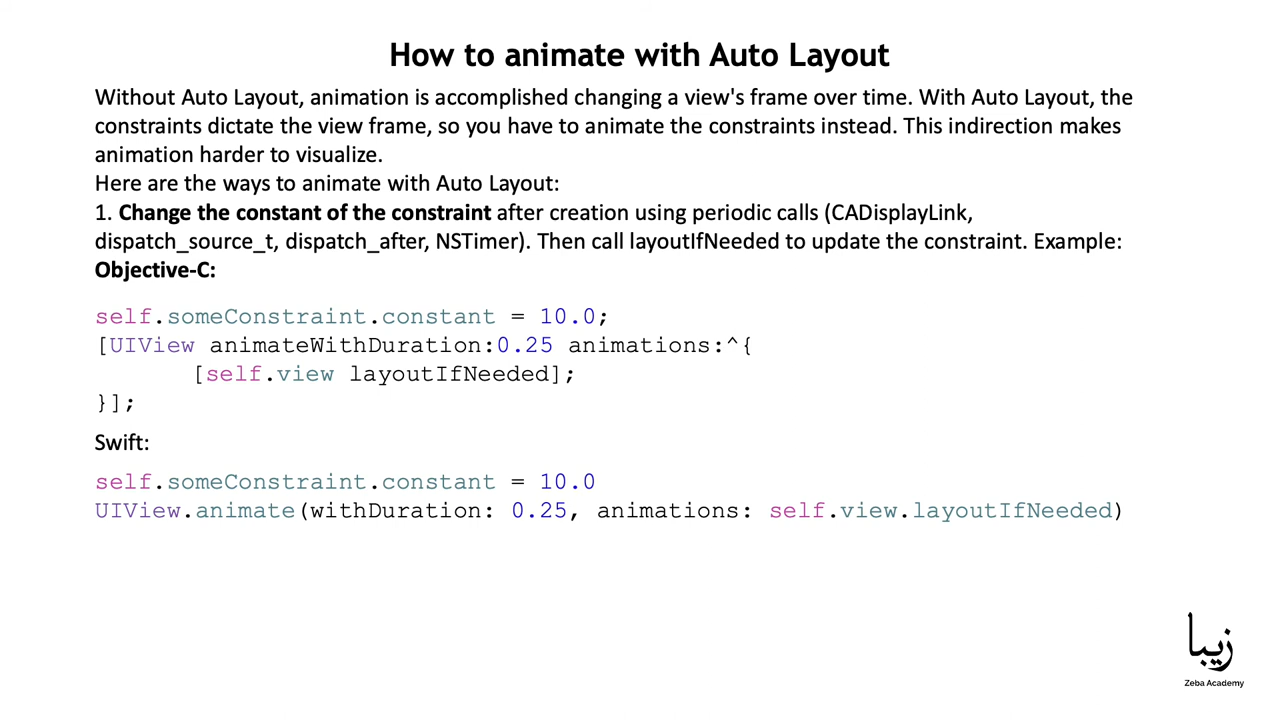 How to animate with Auto Layout
Without Auto Layout, animation is accomplished changing a view's frame over time. With Auto Layout, the
constraints dictate the view frame, so you have to animate the constraints instead. This indirection makes
animation harder to visualize.
Here are the ways to animate with Auto Layout:
1. Change the constant of the constraint after creation using periodic calls (CADisplayLink,
dispatch_source_t, dispatch_after, NSTimer). Then call layoutIfNeeded to update the constraint. Example:
Objective-C:
self.someConstraint.constant = 10.0;
[UIView animateWithDuration:0.25 animations:^{
[self.view layoutIfNeeded];
}];
Swift:
self.someConstraint.constant = 10.0
UIView.animate(withDuration: 0.25, animations: self.view.layoutIfNeeded)
زيبا
Zeba Academy